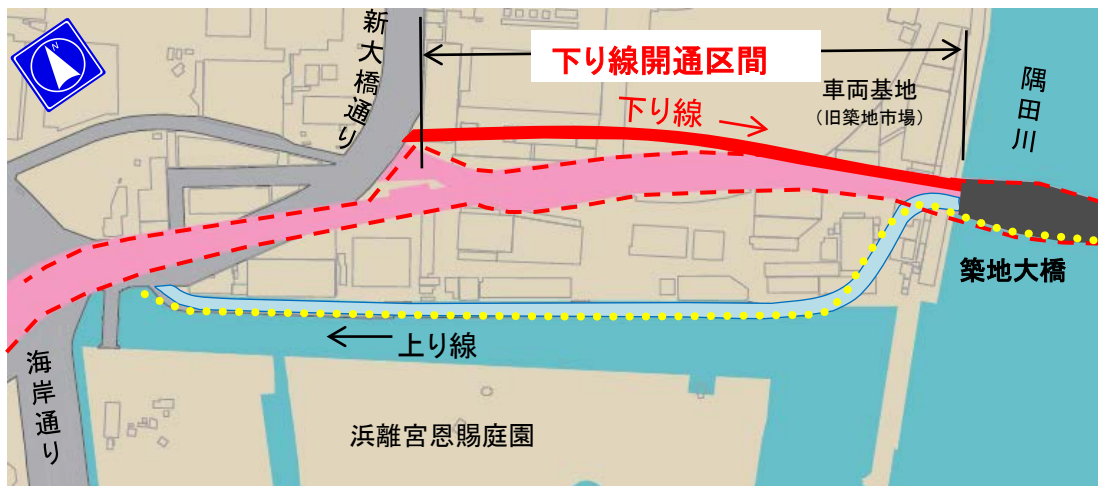 N
新大橋通り
下り線開通区間
下り線
車両基地
（旧築地市場）
隅田川
築地大橋
上り線
海岸通り
浜離宮恩賜庭園